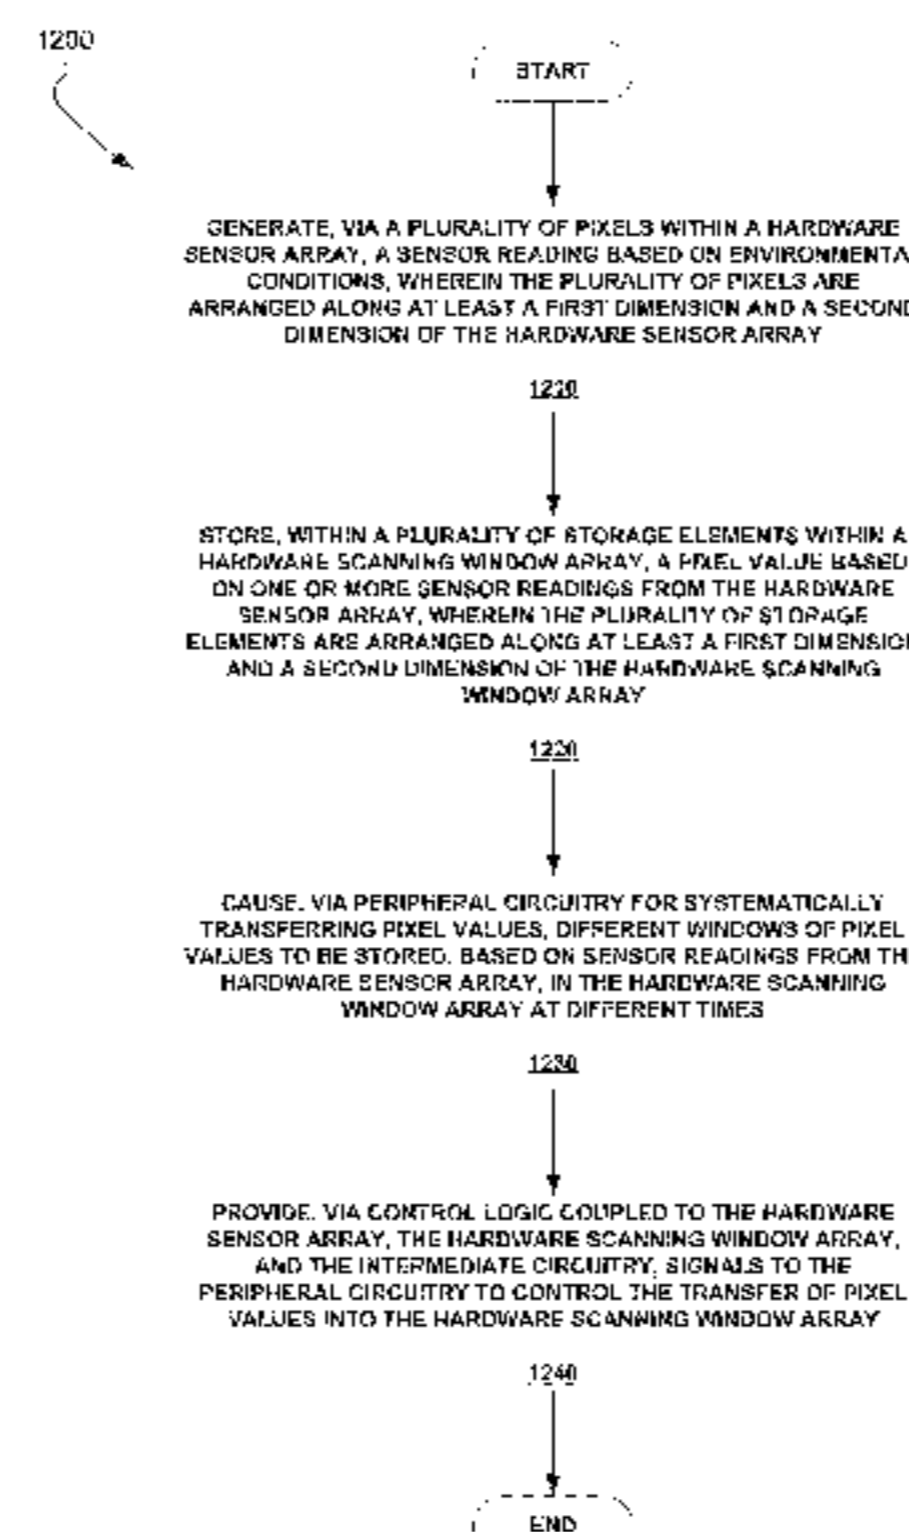 1200
START
GENERATE, VIA A PLURALITY OF PIXELS WITHIN A HARDWARE
SENSOR ARRAY, A SENSOR READING BASED ON ENVIRONMENTA
CONDITIONS, WHEREIN THE PLURALITY OF PIXELS ARE
ARRANGED ALONG AT LEAST A FIRST DIMENSION AND A SECOND
DIMENSION OF THE HARDWARE SENSOR ARRAY
STORE, WITHIN A PLURALITY OF STORAGE ELEMENTS WITHIN A
HARDWARE SCANNING WINDOW ARRAY, A PIXEL VALUE BASED
ON ONE OR MORE SENSOR READINGS FROM THE HARDWARE
SENSOR ARRAY, WHEREIN THE PLURALITY OF STORAGE
ELEMENTS ARE ARRANGED ALONG AT LEAST A FIRST DIMENSION
AND A SECOND DIMENSION OF THE HARDWARE SCANNING
WINDOW ARRAY
1220
CAUSE, VIA PERIPHERAL CIRCUITRY FOR SYSTEMATICALLY
TRANSFERRING PIXEL VALUES, DIFFERENT WINDOWS OF PIXEL
VALUES TO BE STORED, BASED ON SENSOR READINGS FROM TH
HARDWARE SENSOR ARRAY, IN THE HARDWARE SCANNING
WINDOW ARRAY AT DIFFERENT TIMES
1230
PROVIDE, VIA CONTROL LOGIC COUPLED TO THE HARDWARE
SENSOR ARRAY, THE HARDWARE SCANNING WINDOW ARRAY,
AND THE INTERMEDIATE CIRCUITRY, SIGNALS TO THE
PERIPHERAL CIRCUITRY TO CONTROL THE TRANSFER OF PIXEL
VALUES INTO THE HARDWARE SCANNING WINDOW ARRAY
1240
END